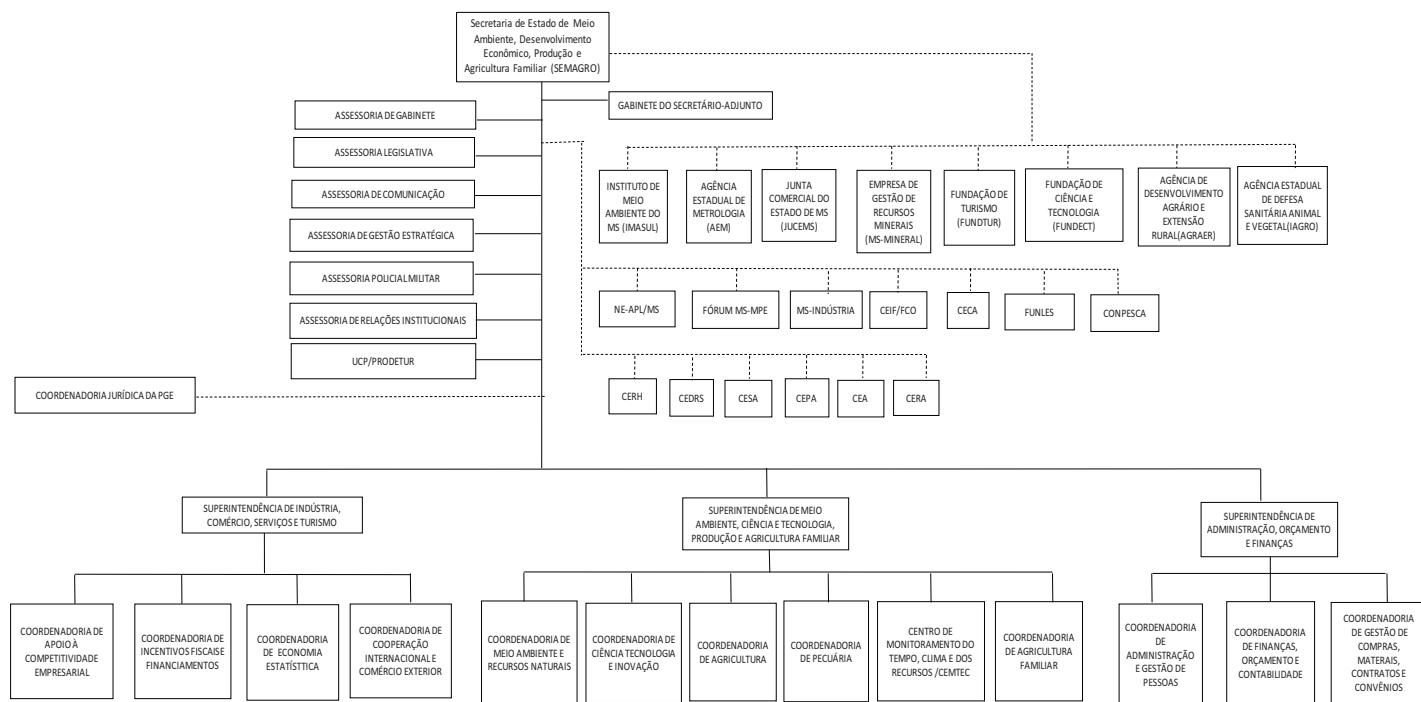 Secretaria de Estado de Meio
Ambiente, Desenvolvimento
Econômico, Produção e
Agricultura Familiar (SEMAGRO)
GABINETE DO SECRETÁRIO-ADJUNTO
ASSESSORIA DE GABINETE
ASSESSORIA LEGISLATIVA
ASSESSORIA DE COMUNICAÇÃO
ASSESSORIA DE GESTÃO ESTRATÉGICA
ASSESSORIA POLICIAL MILITAR
ASSESSORIA DE RELAÇÕES INSTITUCIONAIS
UCP/PRODETUR
COORDENADORIA JURÍDICA DA PGE
INSTITUTO DE
MEIO
AMBIENTE DO
MS (IMASUL)
AGÊNCIA
ESTADUAL DE
METROLOGIA
(AEM)
JUNTA
COMERCIAL DO
ESTADO DE MS
(JUCEMS)
EMPRESA DE
GESTÃO DE
RECURSOS
MINERAIS
(MS-MINERAL)
FUNDAÇÃO DE
TURISMO
(FUNDTUR)
FUNDAÇÃO DE
CIÊNCIA E
TECNOLOGIA
(FUNDECT)
AGÊNCIA DE
DESENVOLVIMENTO
AGRÁRIO E
EXTENSÃO
RURAL(AGRAER)
AGÊNCIA ESTADUAL
DE DEFESA
SANITÁRIA ANIMAL
E VEGETAL(IAGRO)
NE-APL/MS
FÓRUM MS-MPE
MS-INDÚSTRIA
CEIF/FCO
CECA
FUNLES
CONPESCA
CERH
CEDRS
CESA
CEPA
CEA
CERA
SUPERINTENDÊNCIA DE INDÚSTRIA,
COMÉRCIO, SERVIÇOS E TURISMO
SUPERINTENDÊNCIA DE MEIO
AMBIENTE, CIÊNCIA E TECNOLOGIA,
PRODUÇÃO E AGRICULTURA FAMILIAR
SUPERINTENDÊNCIA DE
ADMINISTRAÇÃO, ORÇAMENTO
E FINANÇAS
COORDENADORIA DE
APOIO À
COMPETITIVIDADE
EMPRESARIAL
COORDENADORIA DE
INCENTIVOS FISCAIS E
FINANCIAMENTOS
COORDENADORIA
DE ECONOMIA
ESTATÍSTTICA
COORDENADORIA DE
COOPERAÇÃO
INTERNACIONAL E
COMÉRCIO EXTERIOR
COORDENADORIA DE
MEIO AMBIENTE E
RECURSOS NATURAIS
COORDENADORIA DE
CIÊNCIA TECNOLOGIA
E INOVAÇÃO
COORDENADORIA
DE AGRICULTURA
COORDENADORIA
DE PECUÁRIA
CENTRO DE
MONITORAMENTO DO
TEMPO, CLIMA E DOS
RECURSOS /CEMTEC
COORDENADORIA
DE AGRICULTURA
FAMILIAR
COORDENADORIA
DE
ADMINISTRAÇÃO
E GESTÃO DE
PESSOAS
COORDENADORIA
DE FINANÇAS,
ORÇAMENTO E
CONTABILIDADE
COORDENADORIA
DE GESTÃO DE
COMPRAS,
MATERAIS,
CONTRATOS E
CONVÊNIOS